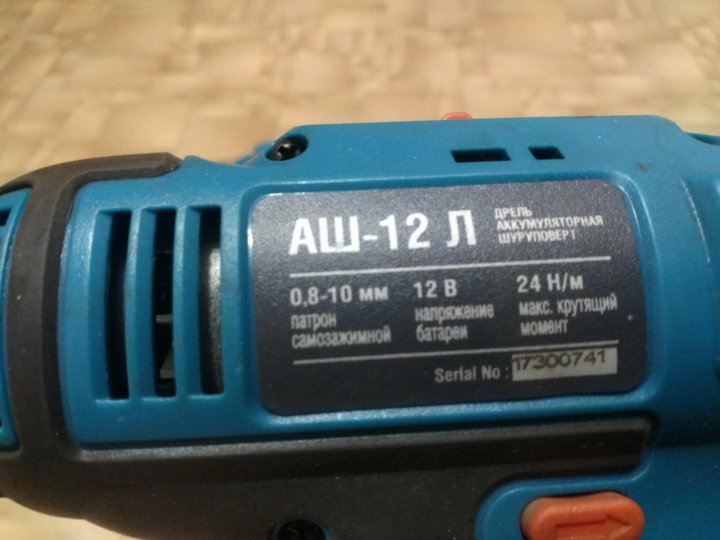 АШ-12 Л
ДРЕЛЬ
АККУМУЛЯТОРНАЯ
ШУРУПОВЕРТ
0,8-10 мм
патрон
самозажимной
12 В
напряжение
батареи
24 Н/м
макс. крутящий
момент
Serial No : 17300741